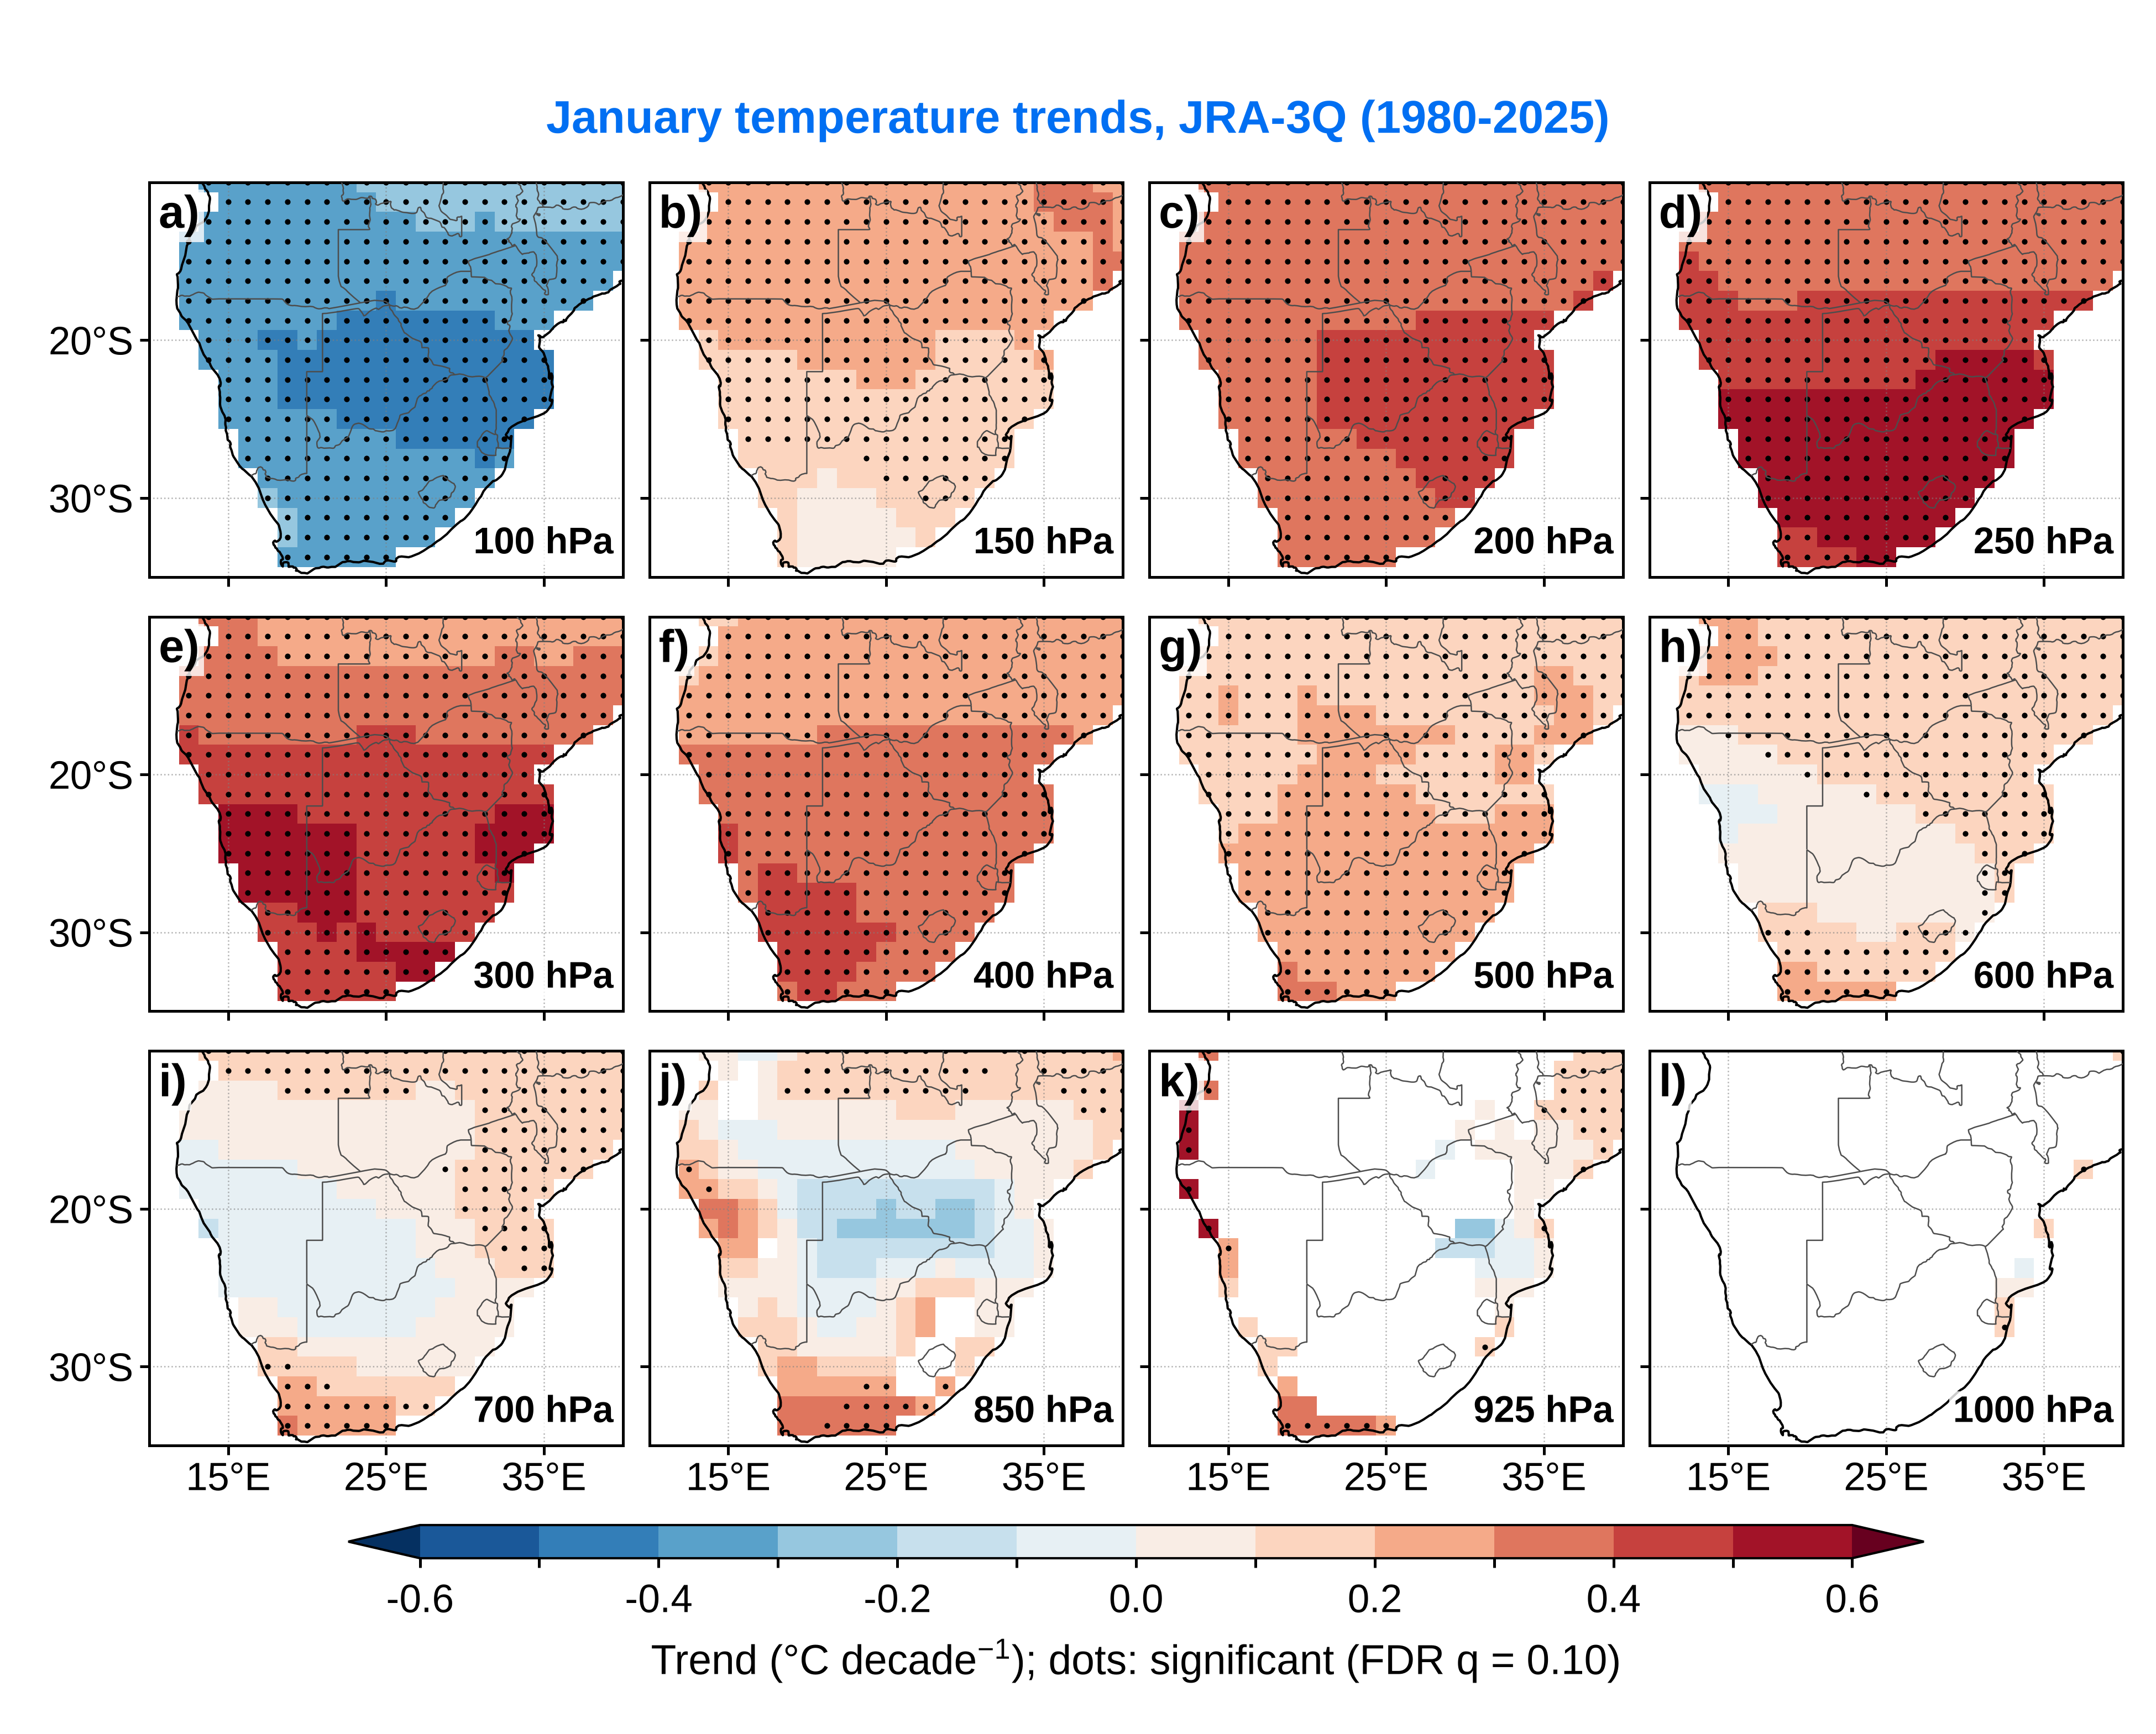 January temperature trends, JRA-3Q (1980-2025)
a) b) c) d)
20°S
30°S
100 hPa 150 hPa 200 hPa 250 hPa
e) f) g) h)
20°S
30°S
300 hPa 400 hPa 500 hPa 600 hPa
i) j) k) l)
20°S
30°S
700 hPa 850 hPa 925 hPa 1000 hPa
15°E 25°E 35°E 15°E 25°E 35°E 15°E 25°E 35°E 15°E 25°E 35°E
-0.6 -0.4 -0.2 0.0 0.2 0.4 0.6
Trend (°C decade⁻¹); dots: significant (FDR q = 0.10)